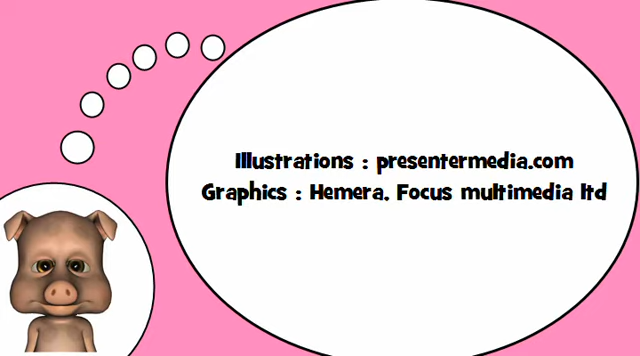 Illustrations : presentermedia.com
Graphics : Hemera. Focus multimedia ltd